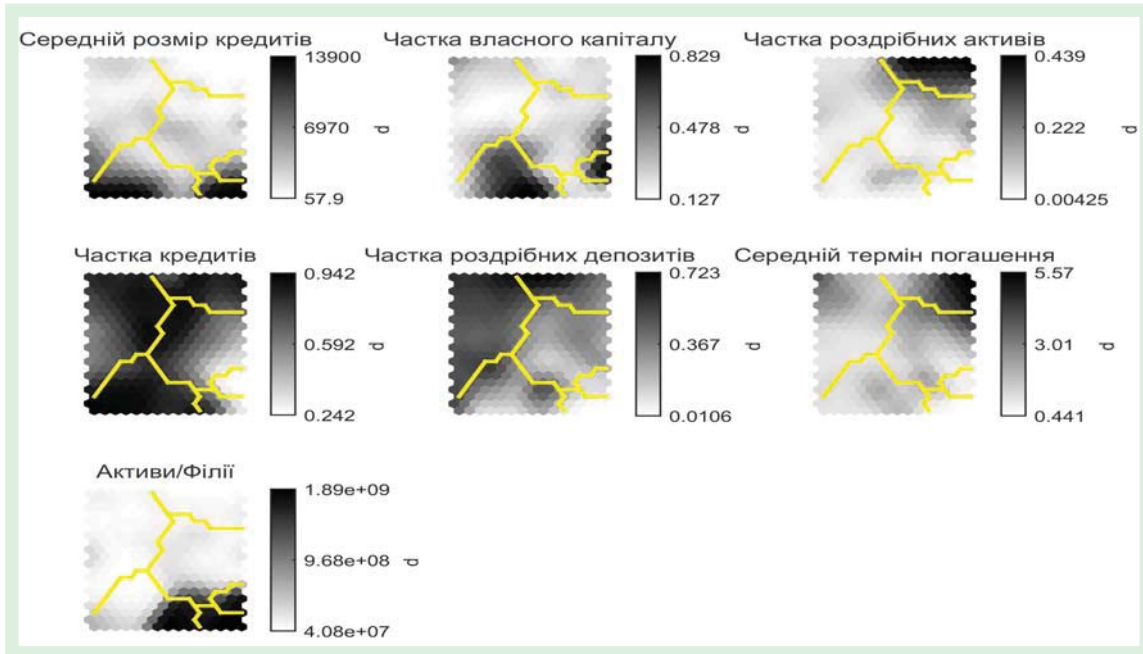 Середній розмір кредитів
13900
6970
d
57.9
Частка власного капіталу
0.829
0.478
d
0.127
Частка роздрібних активів
0.439
0.222
d
0.00425
Частка кредитів
0.942
0.592
d
0.242
Частка роздрібних депозитів
0.723
0.367
d
0.0106
Середній термін погашення
5.57
3.01
d
0.441
Активи/Філії
1.89e+09
9.68e+08
d
4.08e+07